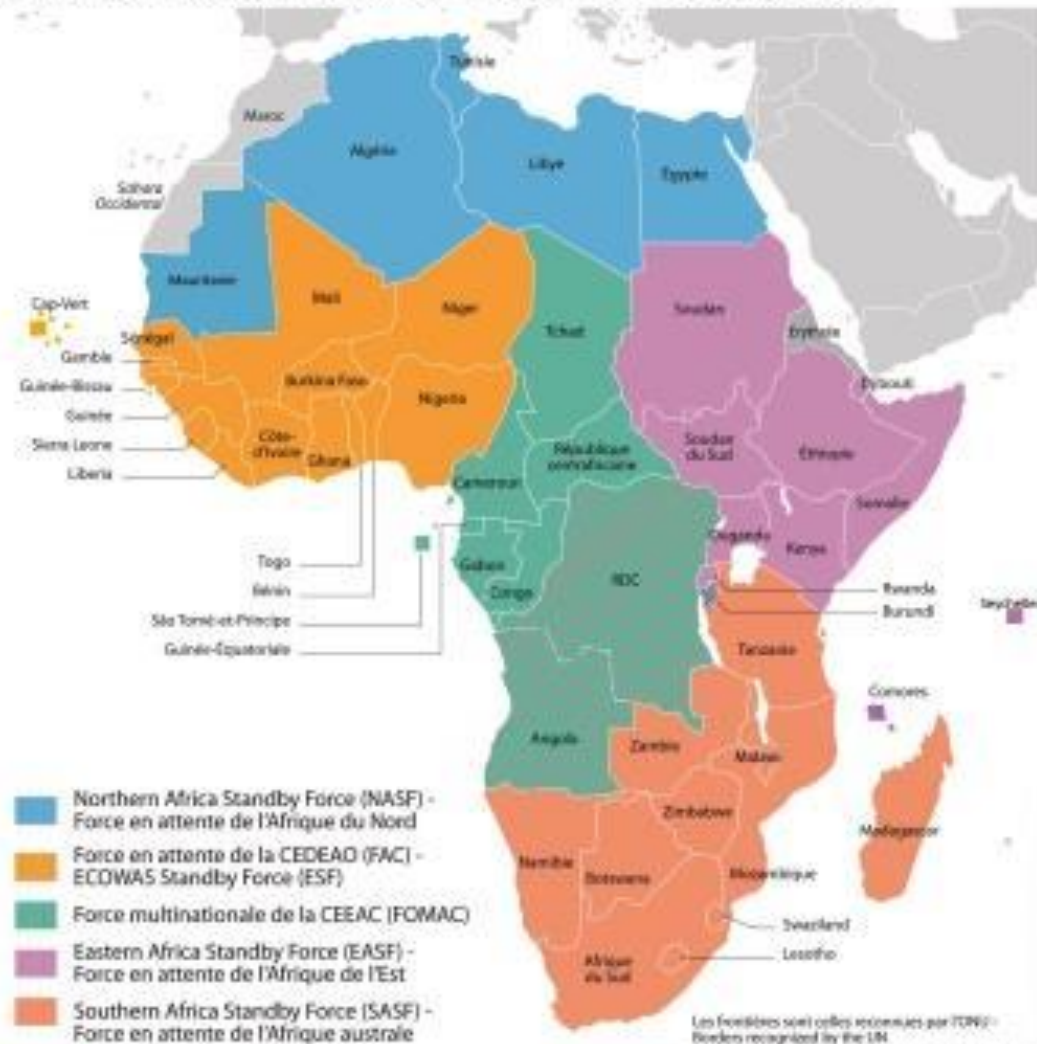 Tunisie
Maroc
Algérie
Libye
Egypte
Sahara
Occidental
Mauritanie
Mali
Niger
Tchad
Soudan
Erythrée
Cap-Vert
Sénégal
Gambie
Guinée-Bissau
Guinée
Sierra Leone
Liberia
Burkina Faso
Côte-
d'Ivoire
Ghana
Nigeria
Djibouti
Soudan
du Sud
Ethiopie
Somalie
République
centrafricaine
Cameroun
Ouganda
Kenya
Togo
Bénin
São Tomé-et-Príncipe
Guinée-Équatoriale
Gabon
Congo
RDC
Rwanda
Burundi
Seychelles
Tanzanie
Comores
Angola
Zambie
Malawi
Zimbabwe
Mozambique
Madagascar
Namibie
Botswana
Swaziland
Lesotho
Afrique
du Sud
Northern Africa Standby Force (NASF) -
Force en attente de l'Afrique du Nord
Force en attente de la CEDEAO (FAC) -
ECOWAS Standby Force (ESF)
Force multinationale de la CEEAC (FOMAC)
Eastern Africa Standby Force (EASF) -
Force en attente de l'Afrique de l'Est
Southern Africa Standby Force (SASF) -
Force en attente de l'Afrique australe
Les frontières sont celles reconnues par l'ONU -
Borders recognized by the UN